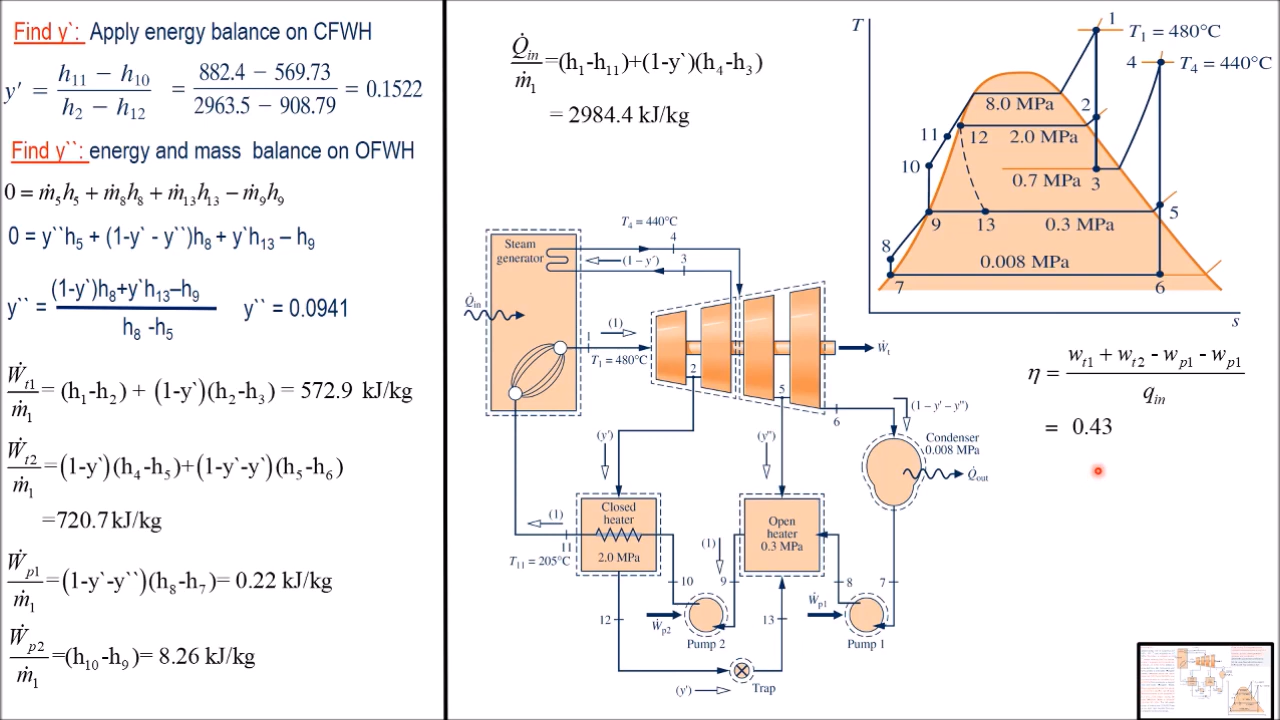 Find y`: Apply energy balance on CFWH
y′ = (h₁₁ − h₁₀)/(h₂ − h₁₂) = (882.4 − 569.73)/(2963.5 − 908.79) = 0.1522
Find y``: energy and mass balance on OFWH
0 = ṁ₅h₅ + ṁ₈h₈ + ṁ₁₃h₁₃ − ṁ₉h₉
0 = y``h₅ + (1-y` - y``)h₈ + y`h₁₃ – h₉
y`` = ((1-y`)h₈+y`h₁₃–h₉)/(h₈ -h₅) y`` = 0.0941
Ẇₜ₁/ṁ₁ = (h₁-h₂) + (1-y`)(h₂-h₃) = 572.9 kJ/kg
Ẇₜ₂/ṁ₁ =(1-y`)(h₄-h₅)+(1-y`-y`)(h₅-h₆)
=720.7 kJ/kg
Ẇₚ₁/ṁ₁ =(1-y`-y``)(h₈-h₇)= 0.22 kJ/kg
Ẇₚ₂/ṁ₁ =(h₁₀-h₉)= 8.26 kJ/kg
Q̇ᵢₙ/ṁ₁ =(h₁-h₁₁)+(1-y`)(h₄-h₃)
= 2984.4 kJ/kg
T
1
T₁ = 480°C
4
T₄ = 440°C
8.0 MPa
2
11
12
2.0 MPa
10
0.7 MPa
3
9
13
0.3 MPa
5
8
0.008 MPa
7
6
s
T₄ = 440°C
4
Steam
generator
(1 – y′)
3
Q̇ᵢₙ
(1)
1
T₁ = 480°C
Ẇₜ
2
5
6
(1 – y′ – y″)
(y′)
(y″)
Condenser
0.008 MPa
Q̇ₒᵤₜ
Closed
heater
2.0 MPa
(1)
11
T₁₁ = 205°C
Open
heater
0.3 MPa
(1)
10
9
8
7
12
Ẇₚ₂
Pump 2
13
Ẇₚ₁
Pump 1
(y′)
Trap
η = (wₜ₁ + wₜ₂ - wₚ₁ - wₚ₁)/qᵢₙ
= 0.43